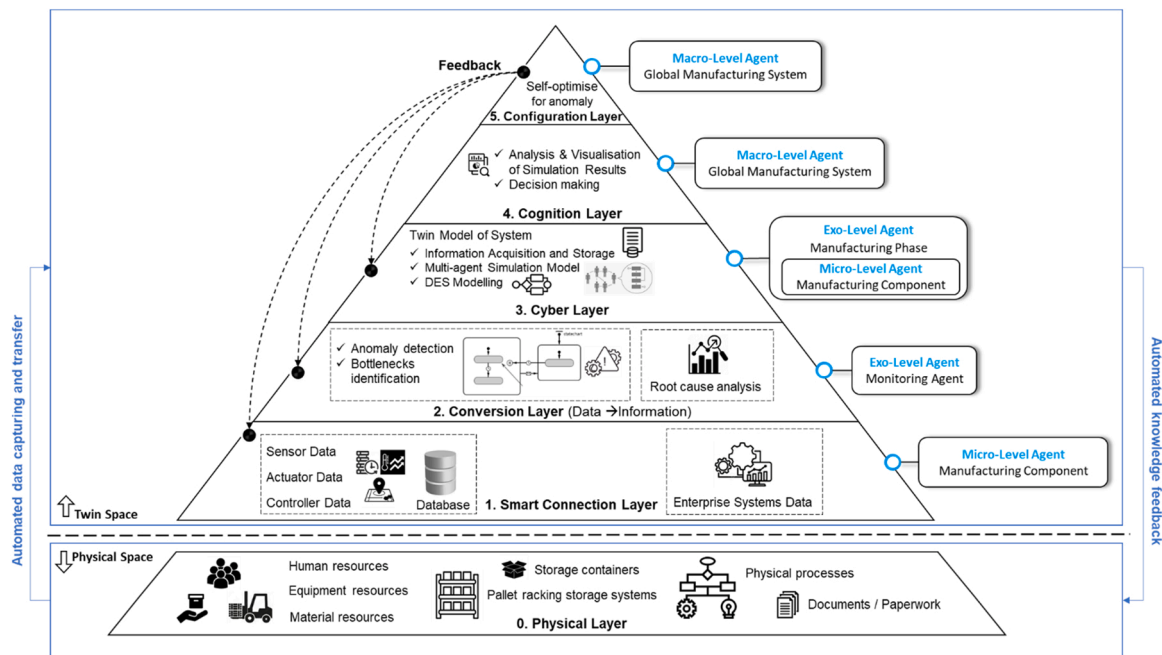 Feedback
Self-optimise
for anomaly
5. Configuration Layer
Macro-Level Agent
Global Manufacturing System
✓ Analysis & Visualisation
of Simulation Results
✓ Decision making
4. Cognition Layer
Macro-Level Agent
Global Manufacturing System
Twin Model of System
✓ Information Acquisition and Storage
✓ Multi-agent Simulation Model
✓ DES Modelling
3. Cyber Layer
Exo-Level Agent
Manufacturing Phase
Micro-Level Agent
Manufacturing Component
✓ Anomaly detection
✓ Bottlenecks
identification
statechart
Root cause analysis
2. Conversion Layer (Data →Information)
Exo-Level Agent
Monitoring Agent
Sensor Data
Actuator Data
Controller Data
Database
1. Smart Connection Layer
Enterprise Systems Data
Micro-Level Agent
Manufacturing Component
Twin Space
Physical Space
Human resources
Equipment resources
Material resources
Storage containers
Pallet racking storage systems
0. Physical Layer
Physical processes
Documents / Paperwork
Automated data capturing and transfer
Automated knowledge feedback